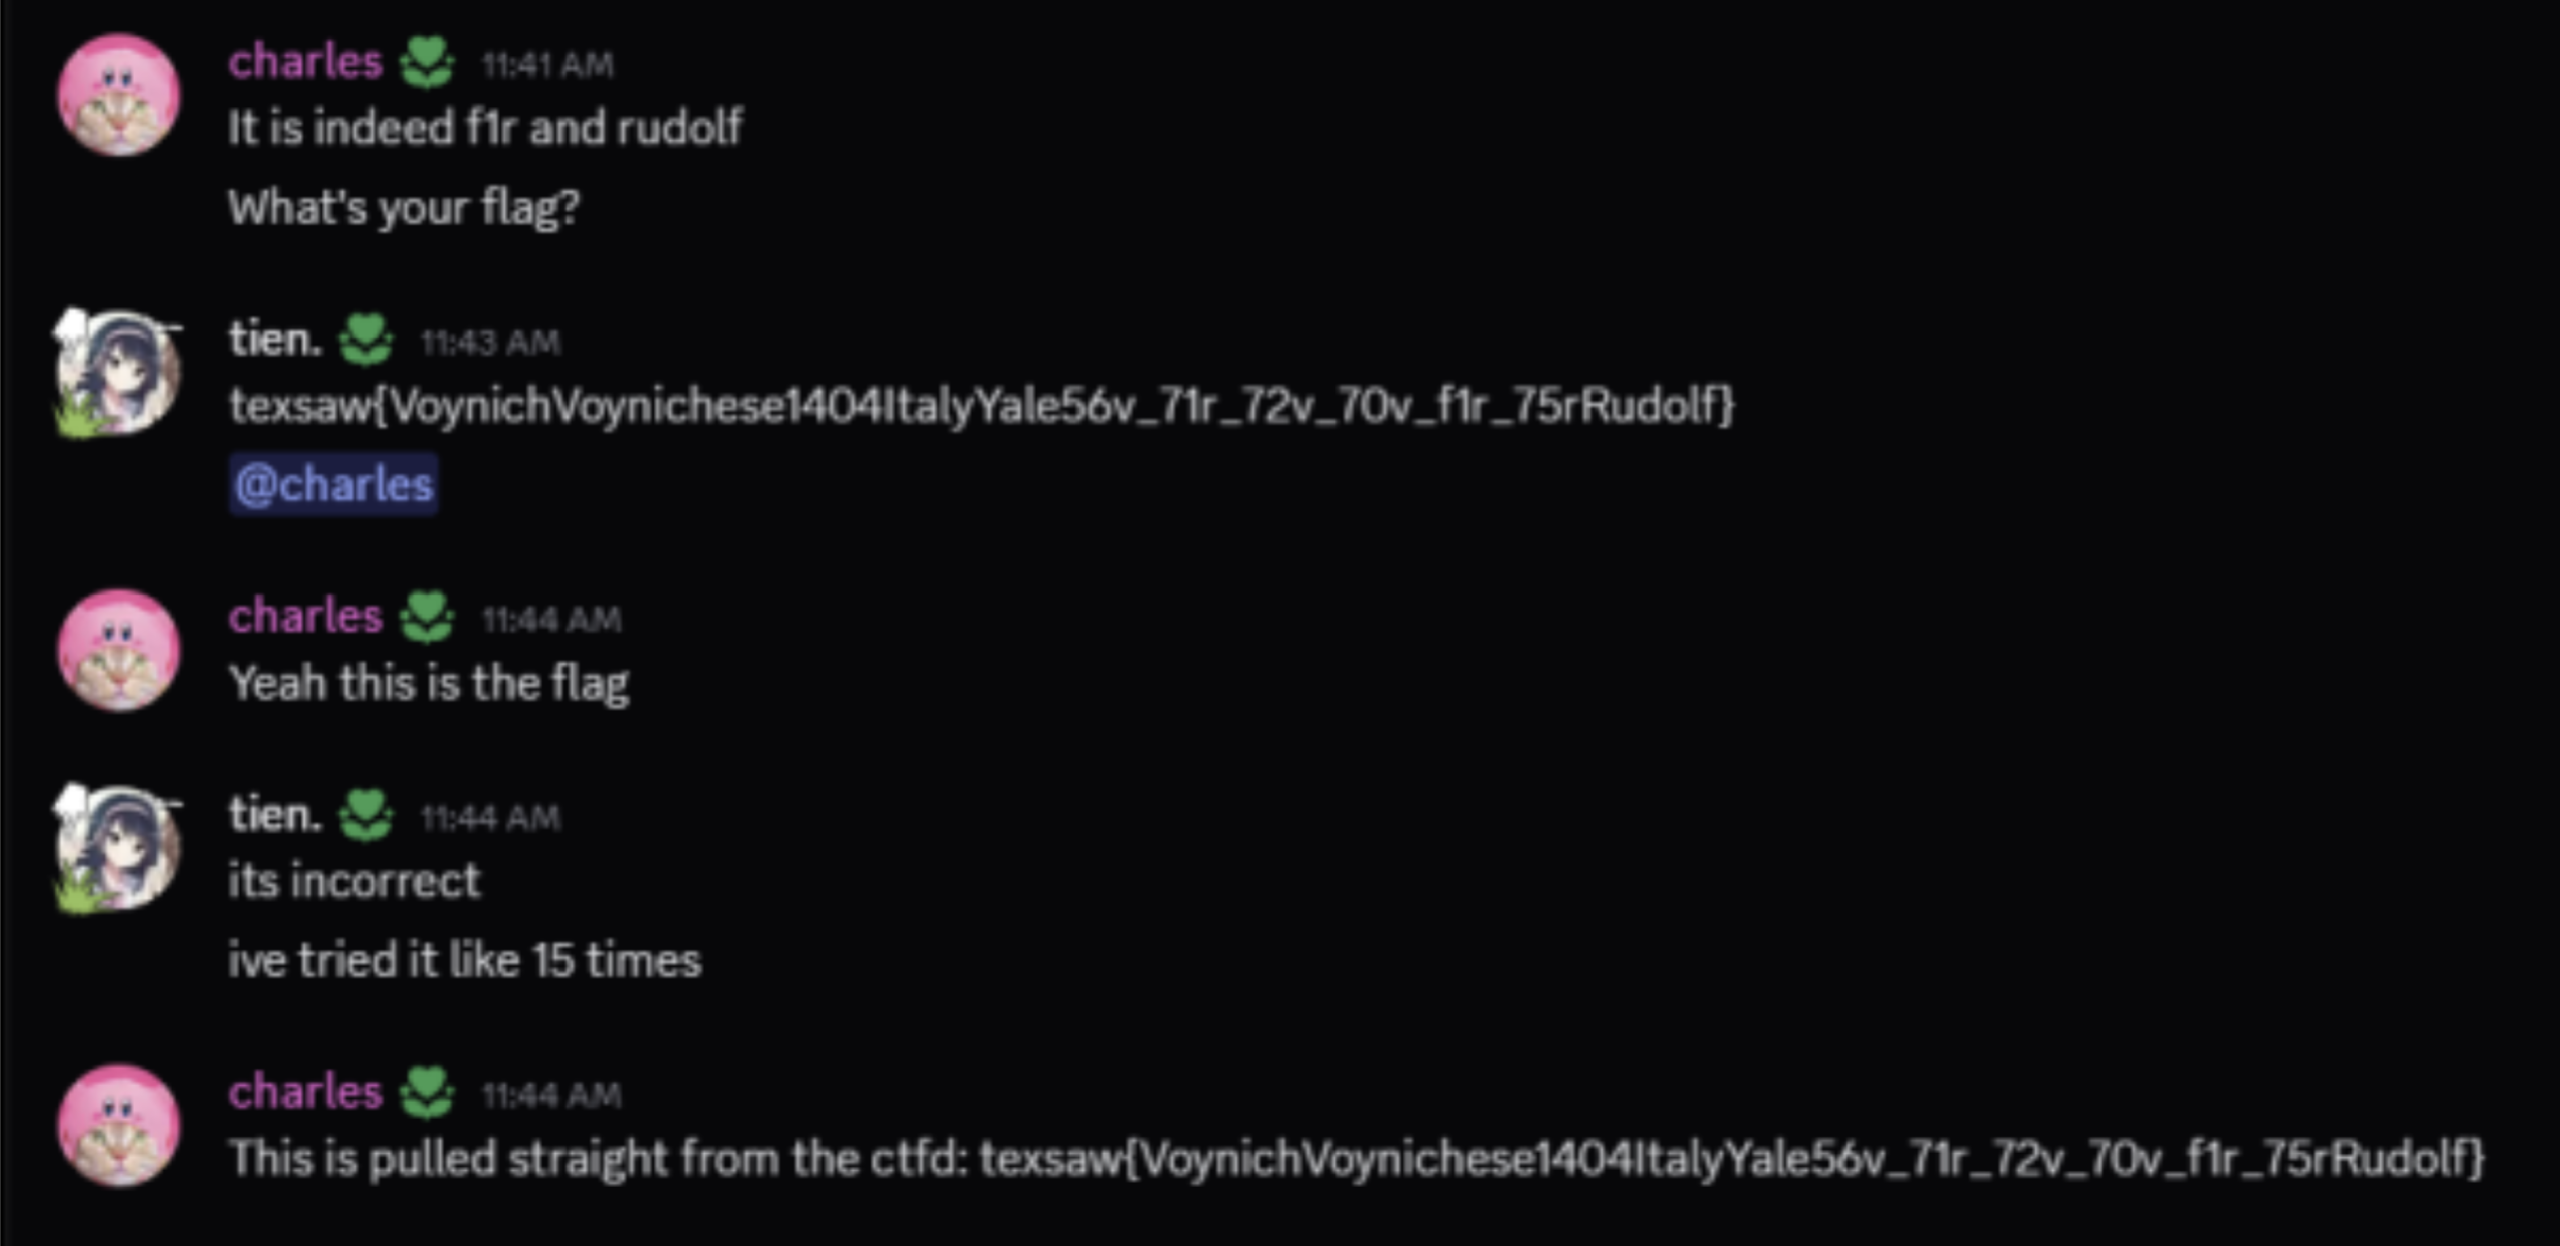 charles 11:41 AM
It is indeed f1r and rudolf
What's your flag?
tien. 11:43 AM
texsaw{VoynichVoynichese1404ItalyYale56v_71r_72v_70v_f1r_75rRudolf}
@charles
charles 11:44 AM
Yeah this is the flag
tien. 11:44 AM
its incorrect
ive tried it like 15 times
charles 11:44 AM
This is pulled straight from the ctfd: texsaw{VoynichVoynichese1404ItalyYale56v_71r_72v_70v_f1r_75rRudolf}